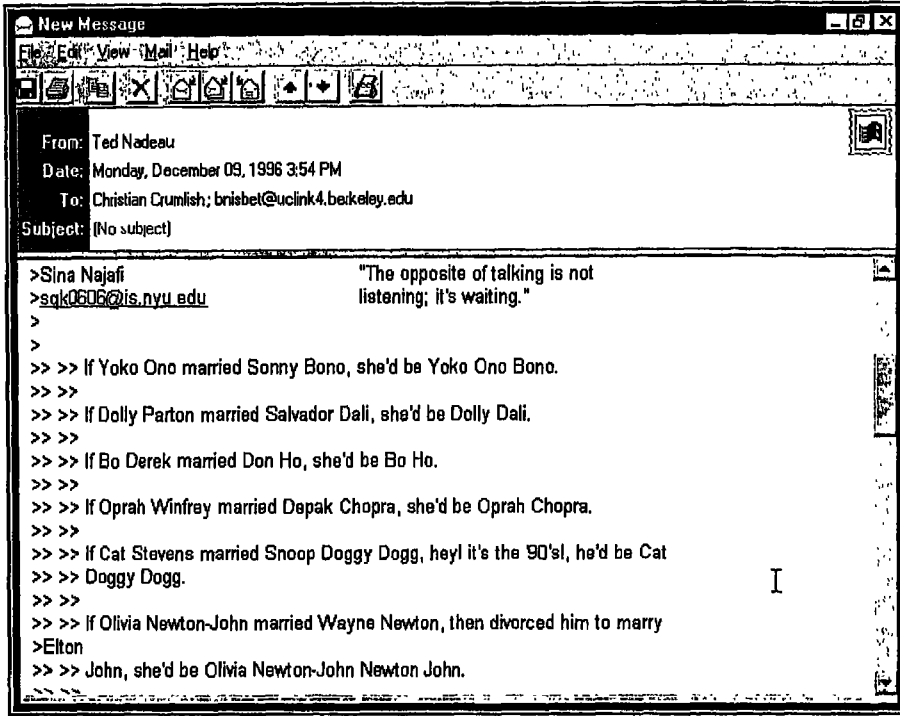 New Message
File Edit View Mail Help
From: Ted Nadeau
Date: Monday, December 09, 1996 3:54 PM
To: Christian Crumlish; bnisbet@uclink4.berkeley.edu
Subject: (No subject)
>Sina Najafi "The opposite of talking is not
>sqk0606@is.nyu.edu listening; it's waiting."
>
>
>> >> If Yoko Ono married Sonny Bono, she'd be Yoko Ono Bono.
>> >>
>> >> If Dolly Parton married Salvador Dali, she'd be Dolly Dali.
>> >>
>> >> If Bo Derek married Don Ho, she'd be Bo Ho.
>> >>
>> >> If Oprah Winfrey married Depak Chopra, she'd be Oprah Chopra.
>> >>
>> >> If Cat Stevens married Snoop Doggy Dogg, hey! it's the 90's!, he'd be Cat
>> >> Doggy Dogg.
>> >>
>> >> If Olivia Newton-John married Wayne Newton, then divorced him to marry
>Elton
>> >> John, she'd be Olivia Newton-John Newton John.
>> >>